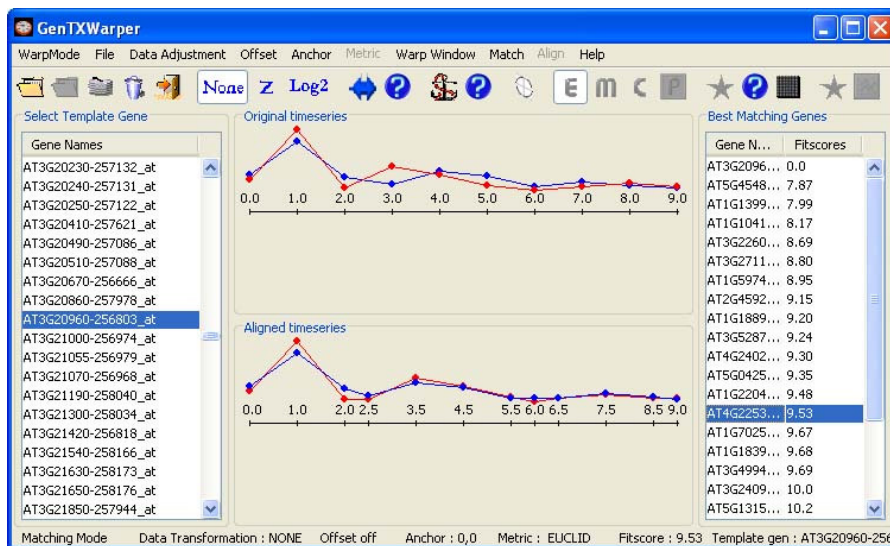 GenTXWarper
WarpMode File Data Adjustment Offset Anchor Metric Warp Window Match Align Help
None Z Log2 ? ? E m C P ?
Select Template Gene
Gene Names
AT3G20230-257132_at
AT3G20240-257131_at
AT3G20250-257122_at
AT3G20410-257621_at
AT3G20490-257086_at
AT3G20510-257088_at
AT3G20670-256666_at
AT3G20860-257978_at
AT3G20960-256803_at
AT3G21000-256974_at
AT3G21055-256979_at
AT3G21070-256968_at
AT3G21190-258040_at
AT3G21300-258034_at
AT3G21420-256818_at
AT3G21540-258166_at
AT3G21630-258173_at
AT3G21650-258176_at
AT3G21850-257944_at
Original timeseries
0.0 1.0 2.0 3.0 4.0 5.0 6.0 7.0 8.0 9.0
Aligned timeseries
0.0 1.0 2.0 2.5 3.5 4.5 5.5 6.0 6.5 7.5 8.5 9.0
Best Matching Genes
Gene N... Fitscores
AT3G2096... 0.0
AT5G4548... 7.87
AT1G1399... 7.99
AT1G1041... 8.17
AT3G2260... 8.69
AT3G2711... 8.80
AT1G5974... 8.95
AT2G4592... 9.15
AT1G1889... 9.20
AT3G5287... 9.24
AT4G2402... 9.30
AT5G0425... 9.35
AT1G2204... 9.48
AT4G2253... 9.53
AT1G7025... 9.67
AT1G1839... 9.68
AT3G4994... 9.69
AT3G2409... 10.0
AT5G1315... 10.2
Matching Mode Data Transformation : NONE Offset off Anchor : 0,0 Metric : EUCLID Fitscore : 9.53 Template gen : AT3G20960-256